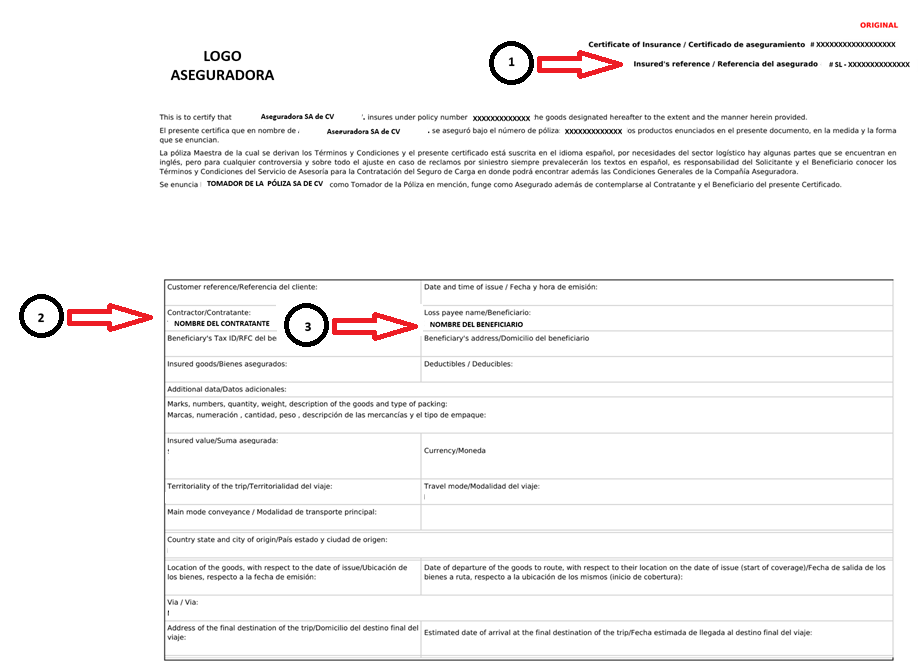 ORIGINAL
Certificate of Insurance / Certificado de aseguramiento # XXXXXXXXXXXXXXXXXX
LOGO
ASEGURADORA
1
Insured's reference / Referencia del asegurado # SL - XXXXXXXXXXXXXX
This is to certify that Aseguradora SA de CV insures under policy number XXXXXXXXXXXXX he goods designated hereafter to the extent and the manner herein provided.
El presente certifica que en nombre de Aseruradora SA de CV . se aseguró bajo el número de póliza: XXXXXXXXXXXXX os productos enunciados en el presente documento, en la medida y la forma
que se enuncian.
La póliza Maestra de la cual se derivan los Términos y Condiciones y el presente certificado está suscrita en el idioma español, por necesidades del sector logístico hay algunas partes que se encuentran en
inglés, pero para cualquier controversia y sobre todo el ajuste en caso de reclamos por siniestro siempre prevalecerán los textos en español, es responsabilidad del Solicitante y el Beneficiario conocer los
Términos y Condiciones del Servicio de Asesoría para la Contratación del Seguro de Carga en donde podrá encontrar además las Condiciones Generales de la Compañía Aseguradora.
Se enuncia TOMADOR DE LA PÓLIZA SA DE CV como Tomador de la Póliza en mención, funge como Asegurado además de contemplarse al Contratante y el Beneficiario del presente Certificado.
Customer reference/Referencia del cliente:
Date and time of issue / Fecha y hora de emisión:
2
Contractor/Contratante:
NOMBRE DEL CONTRATANTE
3
Loss payee name/Beneficiario:
NOMBRE DEL BENEFICIARIO
Beneficiary's Tax ID/RFC del be
Beneficiary's address/Domicilio del beneficiario
Insured goods/Bienes asegurados:
Deductibles / Deducibles:
Additional data/Datos adicionales:
Marks, numbers, quantity, weight, description of the goods and type of packing:
Marcas, numeración , cantidad, peso , descripción de las mercancías y el tipo de empaque:
Insured value/Suma asegurada:
Currency/Moneda
Territoriality of the trip/Territorialidad del viaje:
Travel mode/Modalidad del viaje:
Main mode conveyance / Modalidad de transporte principal:
Country state and city of origin/País estado y ciudad de origen:
Location of the goods, with respect to the date of issue/Ubicación de
los bienes, respecto a la fecha de emisión:
Date of departure of the goods to route, with respect to their location on the date of issue (start of coverage)/Fecha de salida de los
bienes a ruta, respecto a la ubicación de los mismos (inicio de cobertura):
Via / Via:
Address of the final destination of the trip/Domicilio del destino final del
viaje:
Estimated date of arrival at the final destination of the trip/Fecha estimada de llegada al destino final del viaje: